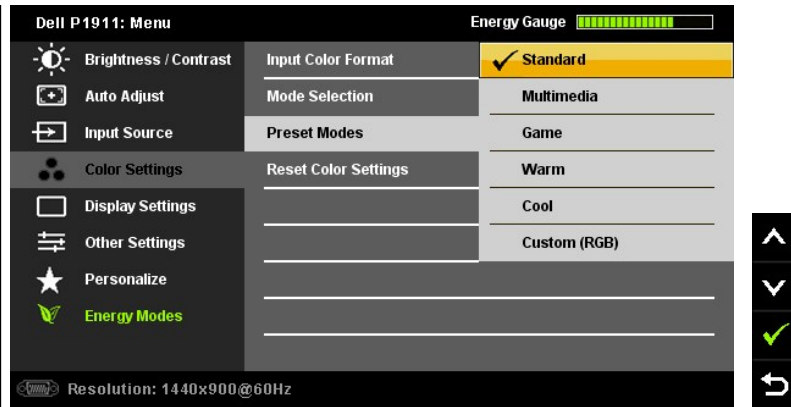 Dell P1911: Menu
Energy Gauge
Brightness / Contrast
Auto Adjust
Input Source
Color Settings
Display Settings
Other Settings
Personalize
Energy Modes
Input Color Format
Mode Selection
Preset Modes
Reset Color Settings
Standard
Multimedia
Game
Warm
Cool
Custom (RGB)
Resolution: 1440x900@60Hz